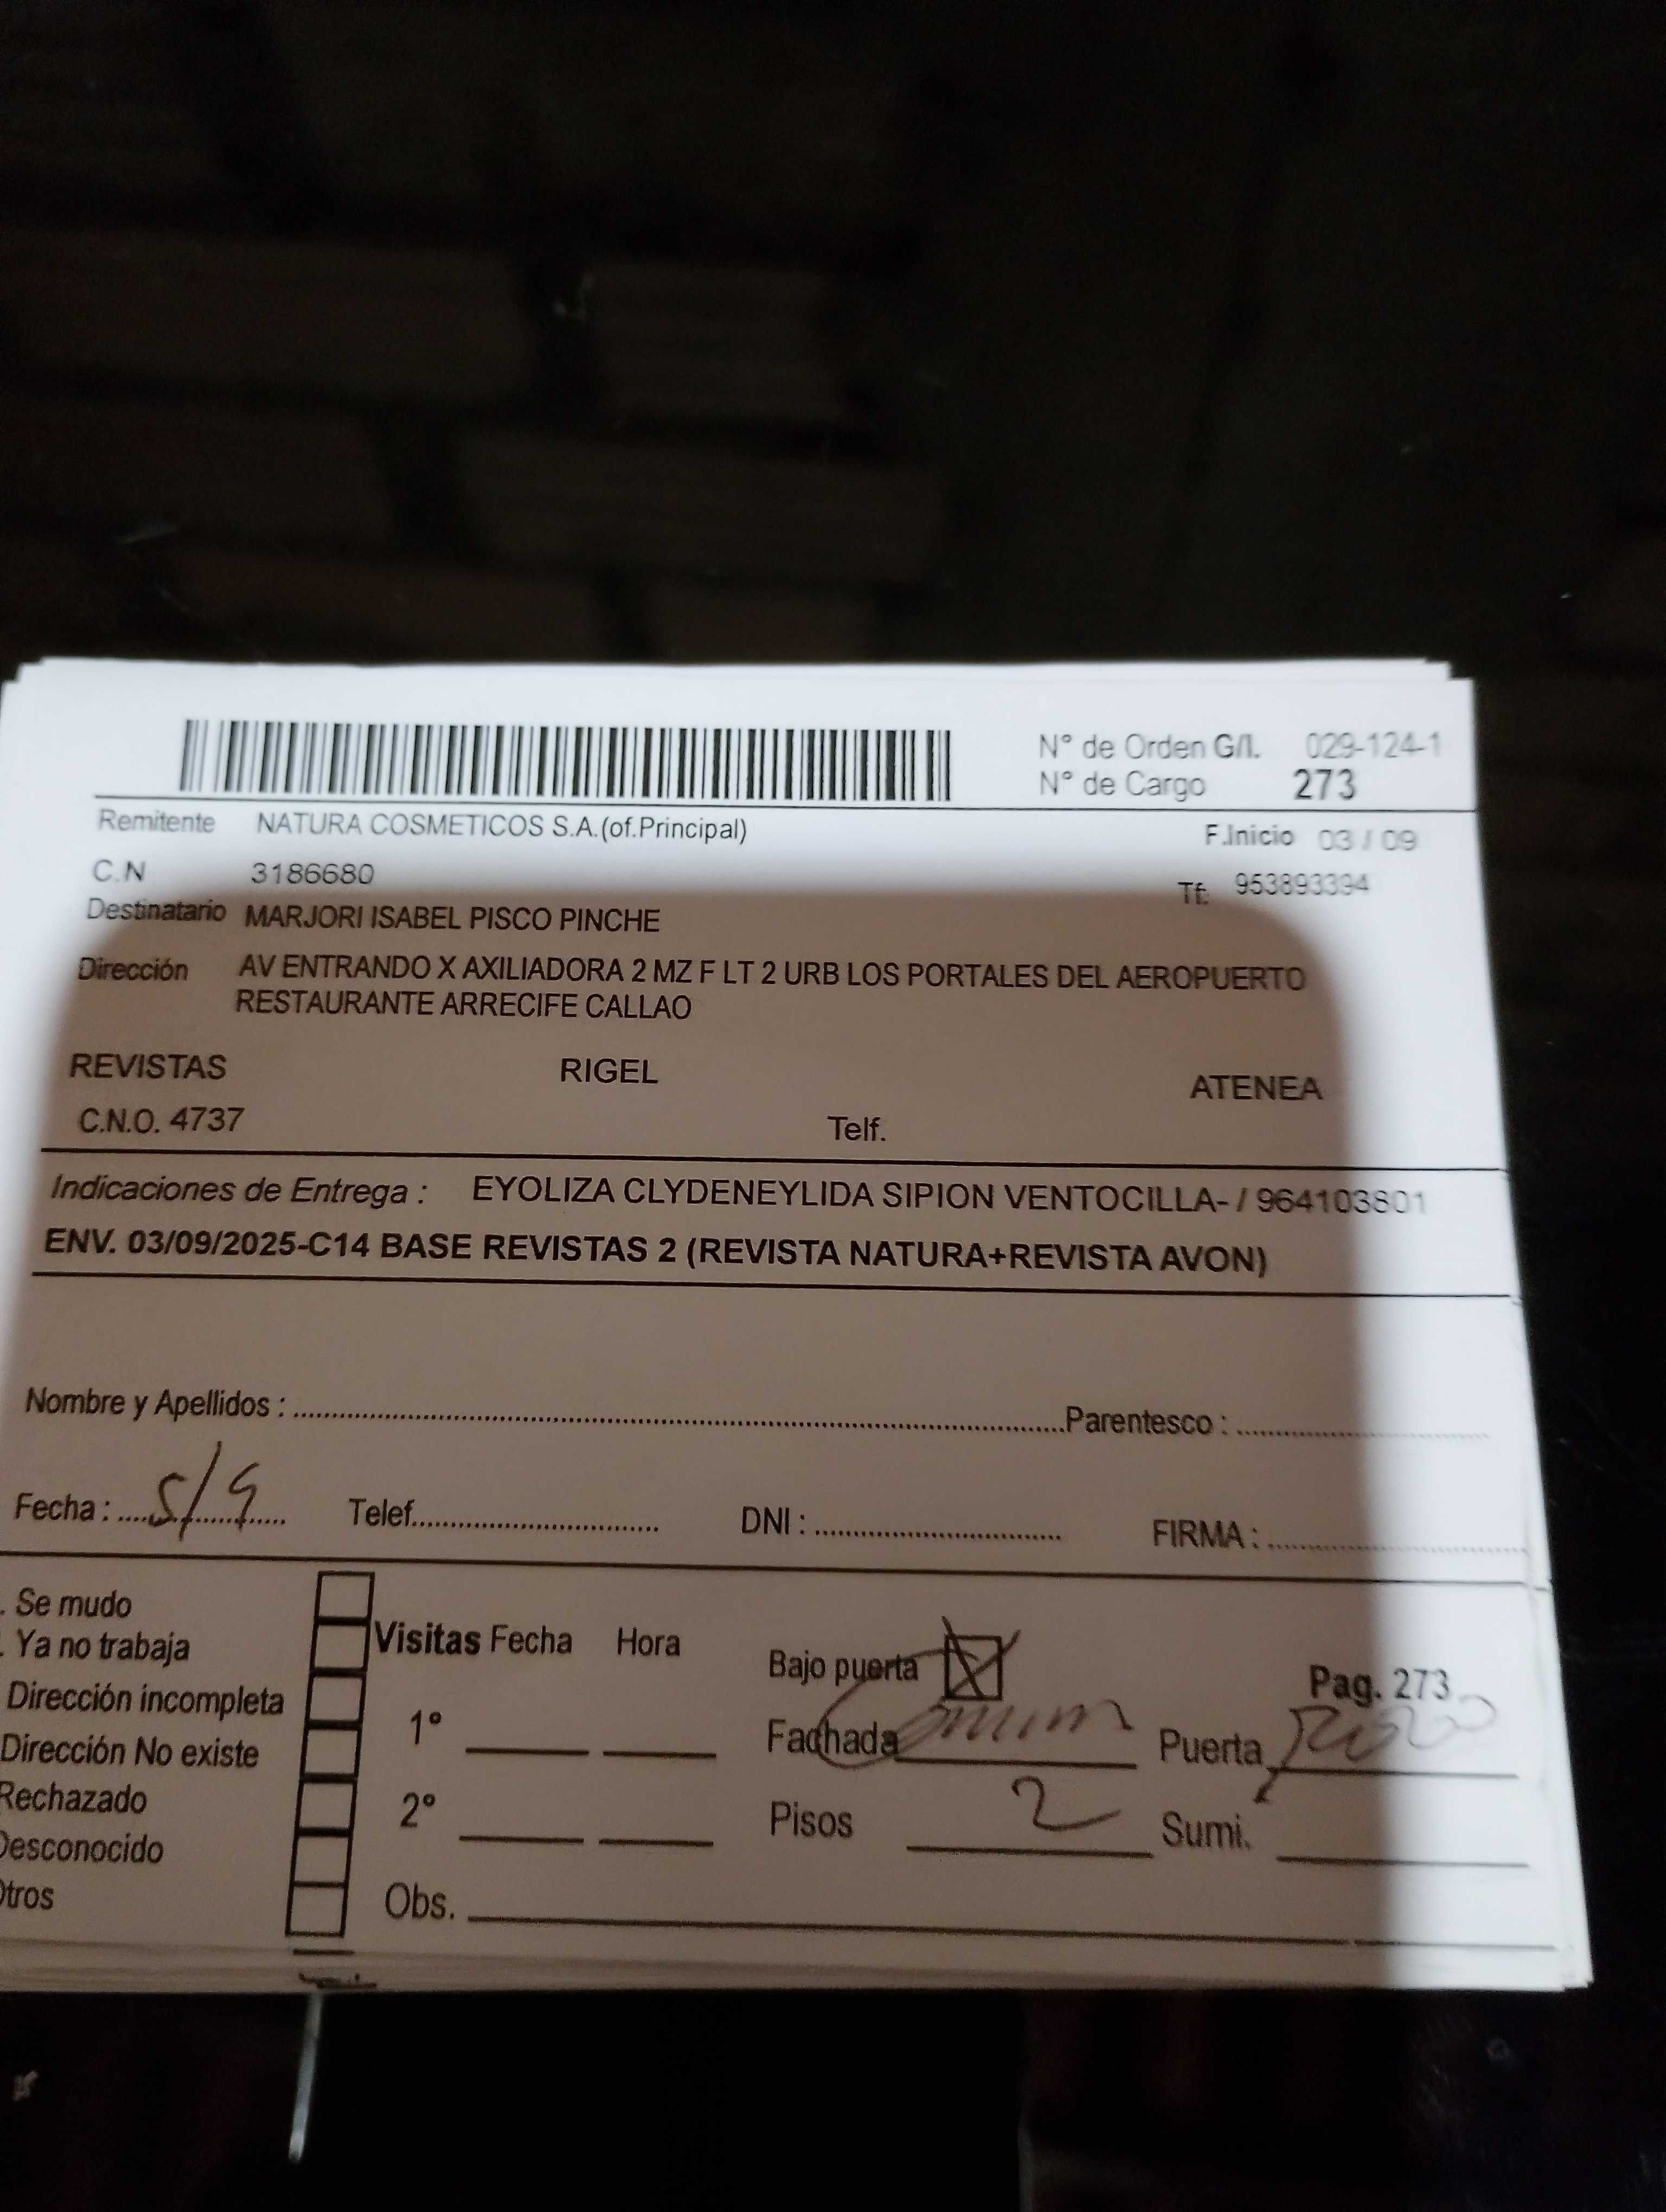 N° de Orden G/l. 029-124-1
N° de Cargo 273
Remitente NATURA COSMETICOS S.A.(of.Principal)
F.Inicio 03 / 09
C.N 3186680
Tf: 953893394
Destinatario MARJORI ISABEL PISCO PINCHE
Dirección AV ENTRANDO X AXILIADORA 2 MZ F LT 2 URB LOS PORTALES DEL AEROPUERTO
RESTAURANTE ARRECIFE CALLAO
REVISTAS RIGEL ATENEA
C.N.O. 4737 Telf.
Indicaciones de Entrega : EYOLIZA CLYDENEYLIDA SIPION VENTOCILLA- / 964103801
ENV. 03/09/2025-C14 BASE REVISTAS 2 (REVISTA NATURA+REVISTA AVON)
Nombre y Apellidos : Parentesco :
Fecha : 5/9 Telef. DNI : FIRMA :
. Se mudo
. Ya no trabaja
Dirección incompleta
Dirección No existe
Rechazado
Desconocido
Otros
Visitas Fecha Hora
1°
2°
Obs.
Bajo puerta
Pag. 273
Fachada Puerta
Pisos 2 Sumi.